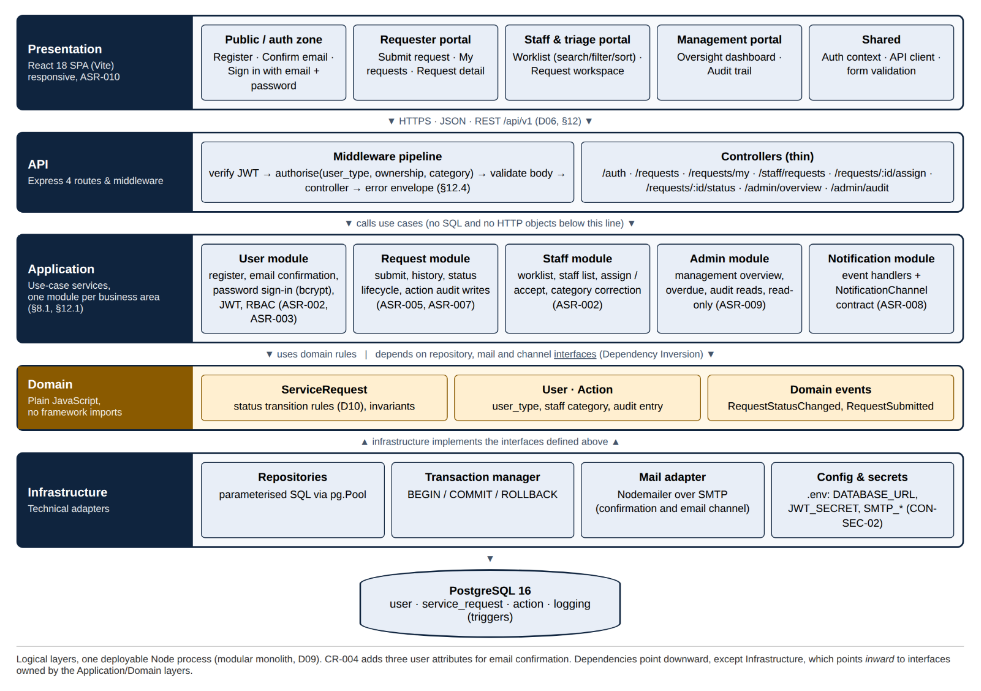 Presentation
React 18 SPA (Vite)
responsive, ASR-010
Public / auth zone
Register · Confirm email ·
Sign in with email +
password
Requester portal
Submit request · My
requests · Request detail
Staff & triage portal
Worklist (search/filter/sort) ·
Request workspace
Management portal
Oversight dashboard ·
Audit trail
Shared
Auth context · API client ·
form validation
▼ HTTPS · JSON · REST /api/v1 (D06, §12) ▼
API
Express 4 routes & middleware
Middleware pipeline
verify JWT → authorise(user_type, ownership, category) → validate body →
controller → error envelope (§12.4)
Controllers (thin)
/auth · /requests · /requests/my · /staff/requests · /requests/:id/assign ·
/requests/:id/status · /admin/overview · /admin/audit
▼ calls use cases (no SQL and no HTTP objects below this line) ▼
Application
Use-case services,
one module per business area
(§8.1, §12.1)
User module
register, email confirmation,
password sign-in (bcrypt),
JWT, RBAC (ASR-002,
ASR-003)
Request module
submit, history, status
lifecycle, action audit writes
(ASR-005, ASR-007)
Staff module
worklist, staff list, assign /
accept, category correction
(ASR-002)
Admin module
management overview,
overdue, audit reads, read-
only (ASR-009)
Notification module
event handlers +
NotificationChannel
contract (ASR-008)
▼ uses domain rules | depends on repository, mail and channel interfaces (Dependency Inversion) ▼
Domain
Plain JavaScript,
no framework imports
ServiceRequest
status transition rules (D10), invariants
User · Action
user_type, staff category, audit entry
Domain events
RequestStatusChanged, RequestSubmitted
▲ infrastructure implements the interfaces defined above ▲
Infrastructure
Technical adapters
Repositories
parameterised SQL via pg.Pool
Transaction manager
BEGIN / COMMIT / ROLLBACK
Mail adapter
Nodemailer over SMTP
(confirmation and email channel)
Config & secrets
.env: DATABASE_URL,
JWT_SECRET, SMTP_* (CON-
SEC-02)
▼
PostgreSQL 16
user · service_request · action · logging
(triggers)
Logical layers, one deployable Node process (modular monolith, D09). CR-004 adds three user attributes for email confirmation. Dependencies point downward, except Infrastructure, which points inward to interfaces
owned by the Application/Domain layers.